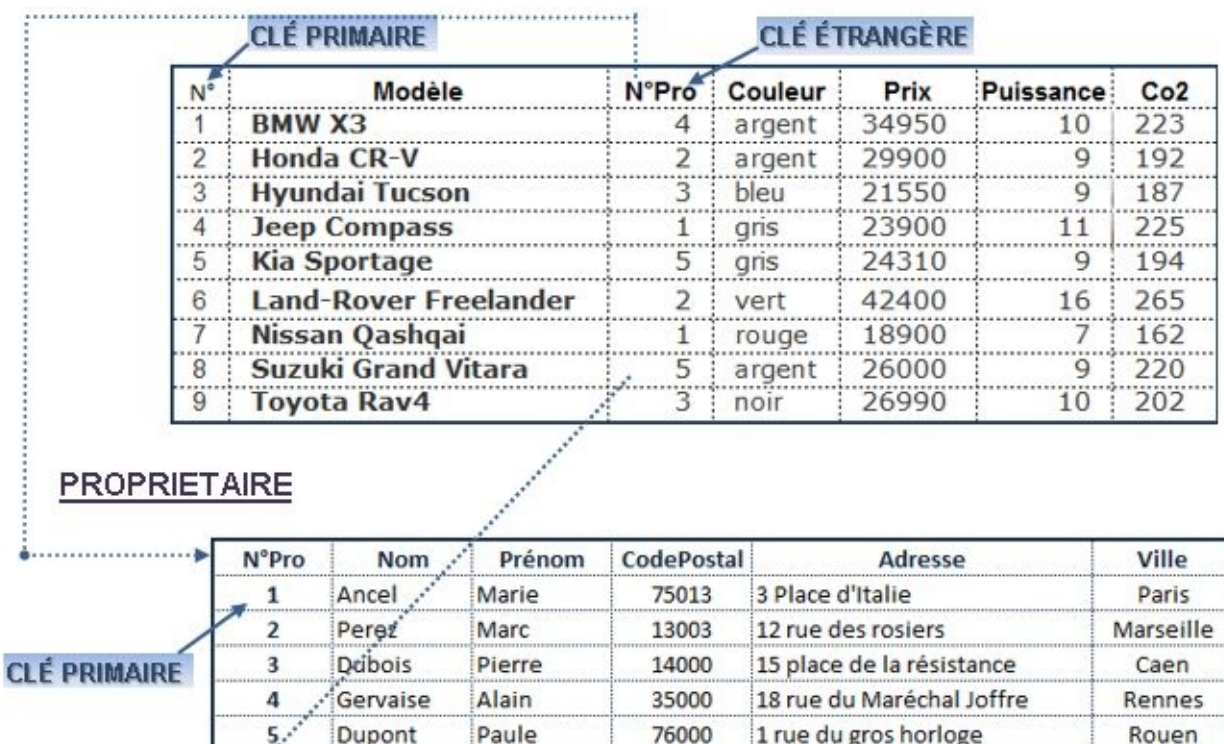 CLÉ PRIMAIRE CLÉ ÉTRANGÈRE
N° Modèle N°Pro Couleur Prix Puissance Co2
1 BMW X3 4 argent 34950 10 223
2 Honda CR-V 2 argent 29900 9 192
3 Hyundai Tucson 3 bleu 21550 9 187
4 Jeep Compass 1 gris 23900 11 225
5 Kia Sportage 5 gris 24310 9 194
6 Land-Rover Freelander 2 vert 42400 16 265
7 Nissan Qashqai 1 rouge 18900 7 162
8 Suzuki Grand Vitara 5 argent 26000 9 220
9 Toyota Rav4 3 noir 26990 10 202
PROPRIETAIRE
N°Pro Nom Prénom CodePostal Adresse Ville
1 Ancel Marie 75013 3 Place d'Italie Paris
2 Perez Marc 13003 12 rue des rosiers Marseille
3 Dubois Pierre 14000 15 place de la résistance Caen
CLÉ PRIMAIRE
4 Gervaise Alain 35000 18 rue du Maréchal Joffre Rennes
5 Dupont Paule 76000 1 rue du gros horloge Rouen